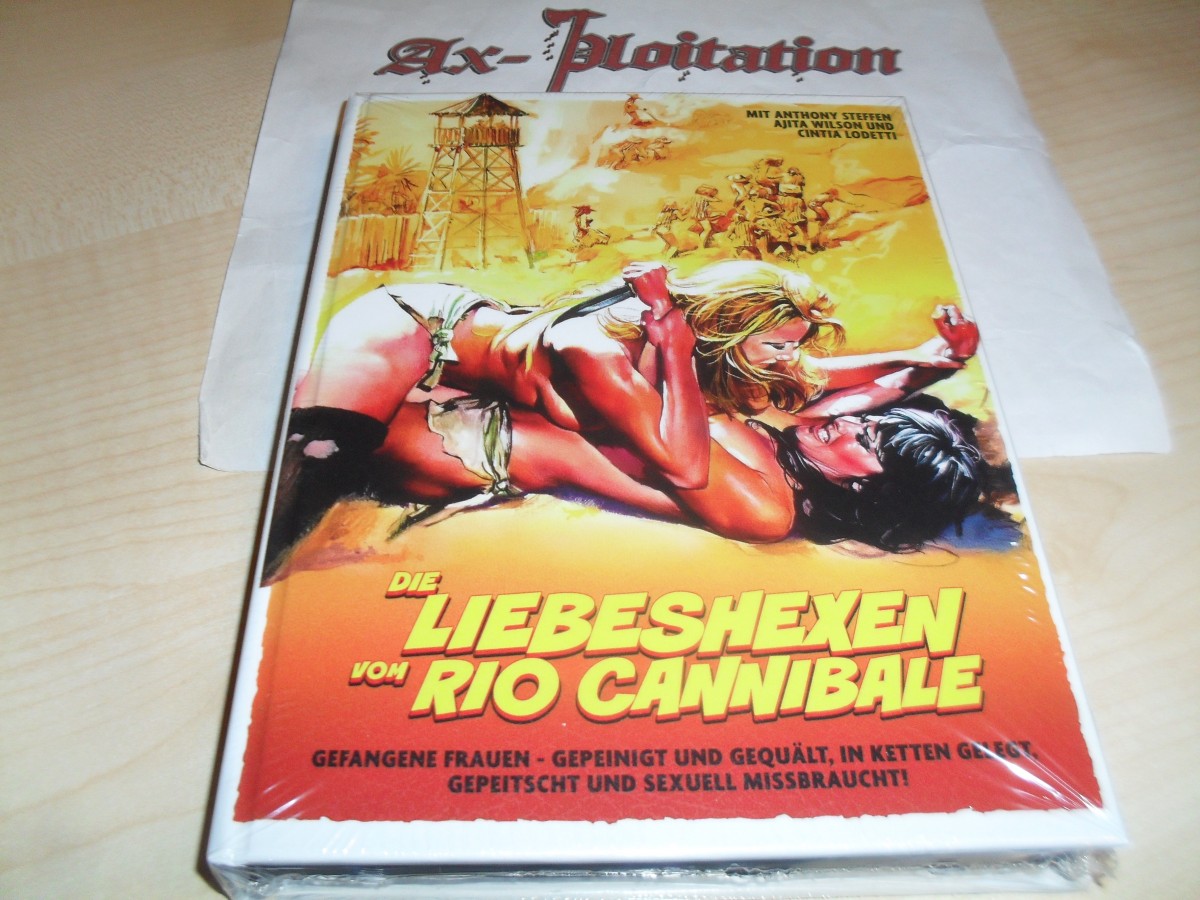 Ax-Ploitation
MIT ANTHONY STEFFEN
AJITA WILSON UND
CINTIA LODETTI
DIE
LIEBESHEXEN
VOM RIO CANNIBALE
GEFANGENE FRAUEN - GEPEINIGT UND GEQUÄLT, IN KETTEN GELEGT,
GEPEITSCHT UND SEXUELL MISSBRAUCHT!